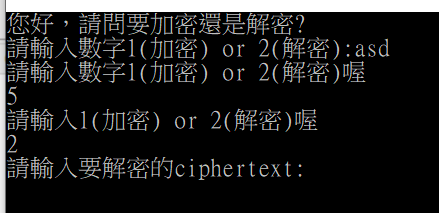 您好，請問要加密還是解密?
請輸入數字1(加密) or 2(解密):asd
請輸入數字1(加密) or 2(解密)喔
5
請輸入1(加密) or 2(解密)喔
2
請輸入要解密的ciphertext: